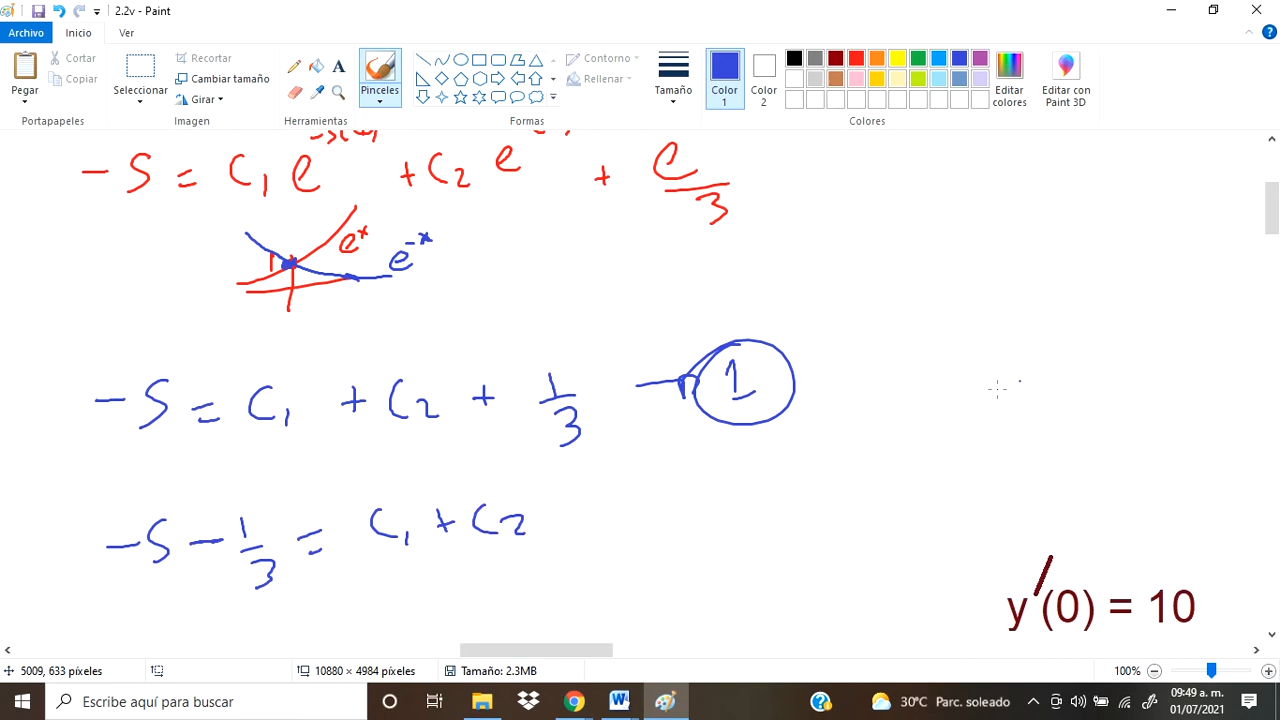 2.2v - Paint
Archivo Inicio Ver
Pegar
Cortar
Copiar
Portapapeles
Seleccionar
Recortar
Cambiar tamaño
Girar
Imagen
A
Herramientas
Pinceles
Contorno
Rellenar
Formas
Tamaño
Color 1
Color 2
Editar colores
Editar con Paint 3D
Colores
-S = C1 e + C2 e + e/3
1 e^x e^-x
-S = C1 + C2 + 1/3 1
-S - 1/3 = C1 + C2
y'(0) = 10
5009, 633 píxeles 10880 × 4984 píxeles Tamaño: 2.3MB 100%
Escribe aquí para buscar 30°C Parc. soleado 09:49 a. m.
01/07/2021